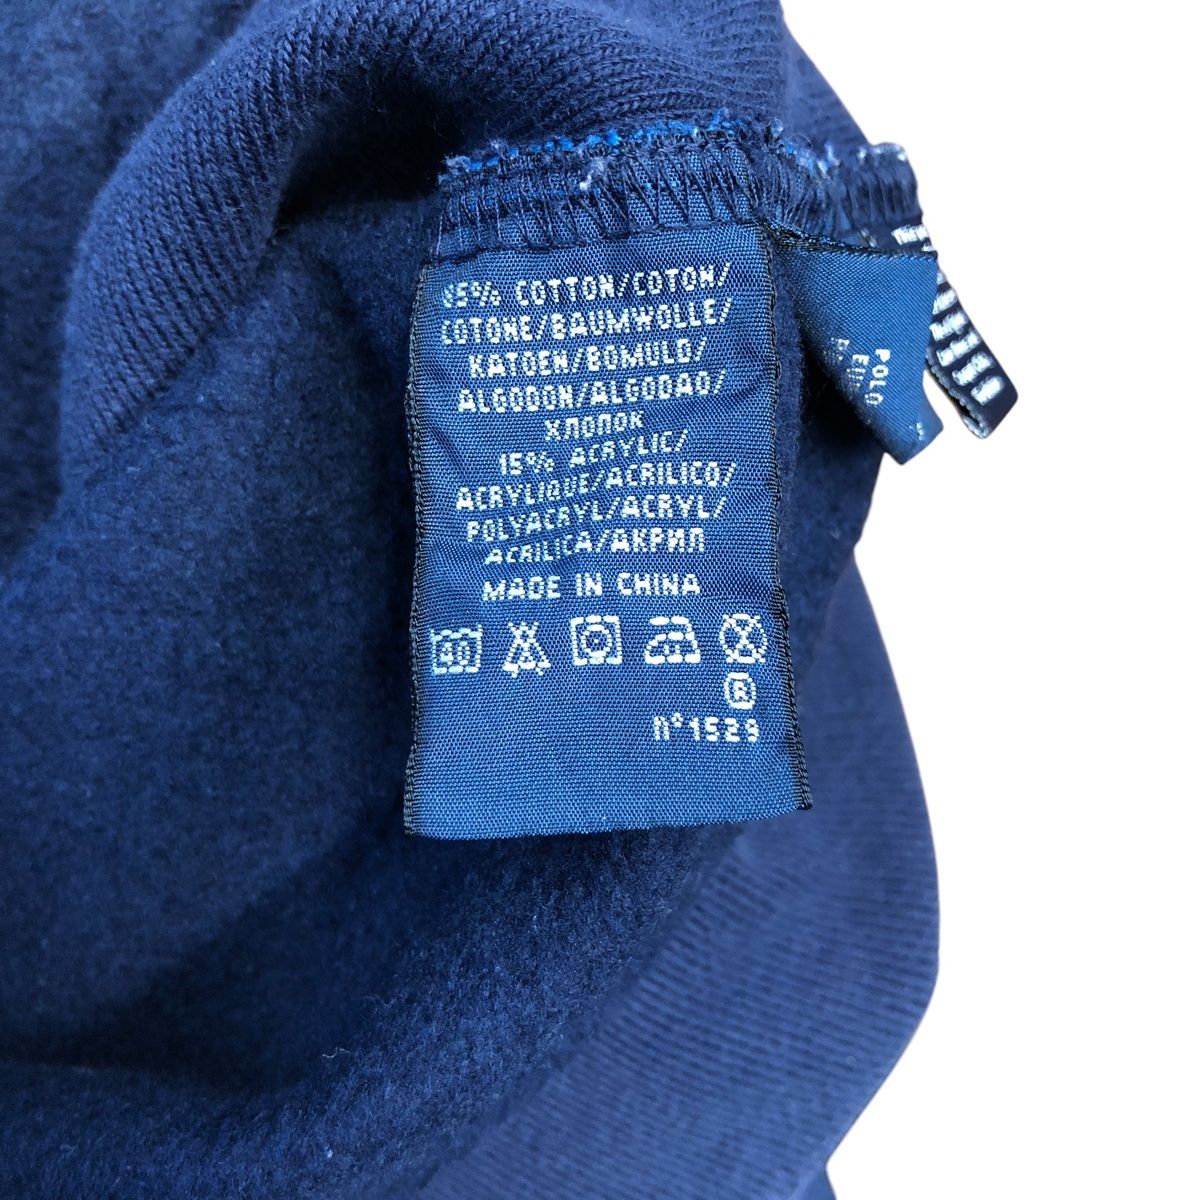 85% COTTON/COTON/
COTONE/BAUMWOLLE/
KATOEN/BOMULD/
ALGODON/ALGODAO/
ХЛОПОК
15% ACRYLIC/
ACRYLIQUE/ACRILICO/
POLYACRYL/ACRYL/
ACRILICA/АКРИЛ
MADE IN CHINA
®
n°1529
POLO